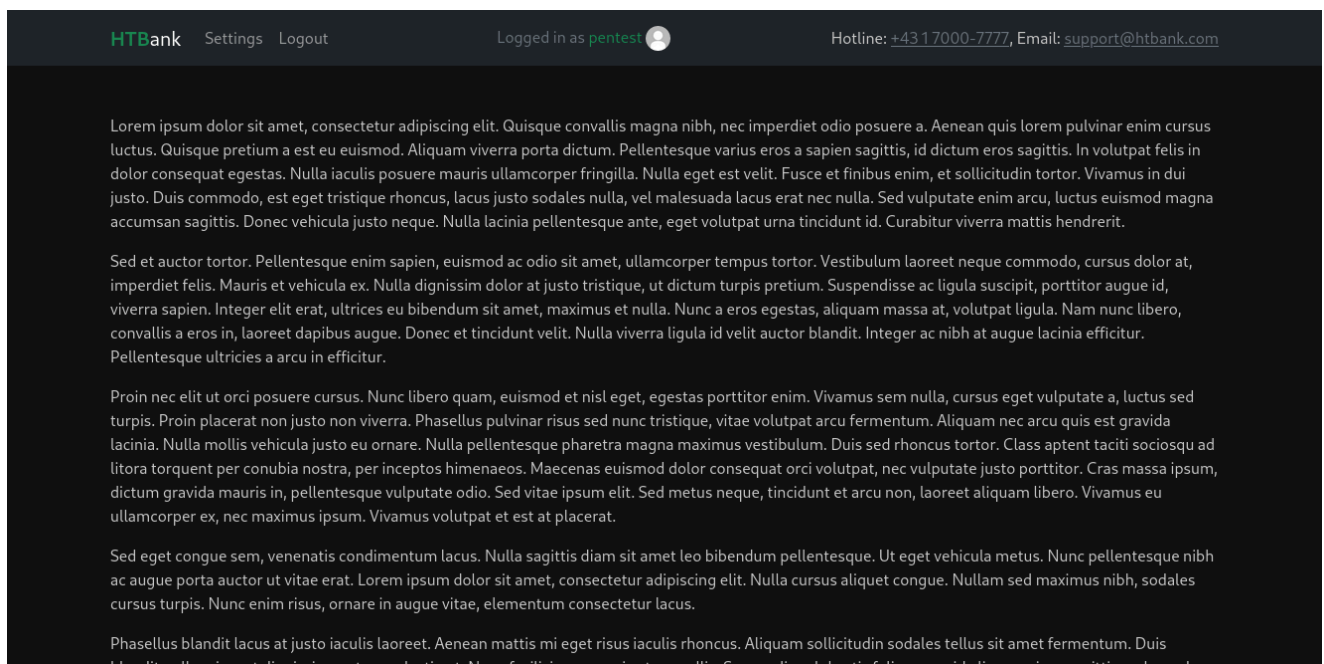 HTBank Settings Logout Logged in as pentest Hotline: +43 1 7000-7777, Email: support@htbank.com
Lorem ipsum dolor sit amet, consectetur adipiscing elit. Quisque convallis magna nibh, nec imperdiet odio posuere a. Aenean quis lorem pulvinar enim cursus
luctus. Quisque pretium a est eu euismod. Aliquam viverra porta dictum. Pellentesque varius eros a sapien sagittis, id dictum eros sagittis. In volutpat felis in
dolor consequat egestas. Nulla iaculis posuere mauris ullamcorper fringilla. Nulla eget est velit. Fusce et finibus enim, et sollicitudin tortor. Vivamus in dui
justo. Duis commodo, est eget tristique rhoncus, lacus justo sodales nulla, vel malesuada lacus erat nec nulla. Sed vulputate enim arcu, luctus euismod magna
accumsan sagittis. Donec vehicula justo neque. Nulla lacinia pellentesque ante, eget volutpat urna tincidunt id. Curabitur viverra mattis hendrerit.
Sed et auctor tortor. Pellentesque enim sapien, euismod ac odio sit amet, ullamcorper tempus tortor. Vestibulum laoreet neque commodo, cursus dolor at,
imperdiet felis. Mauris et vehicula ex. Nulla dignissim dolor at justo tristique, ut dictum turpis pretium. Suspendisse ac ligula suscipit, porttitor augue id,
viverra sapien. Integer elit erat, ultrices eu bibendum sit amet, maximus et nulla. Nunc a eros egestas, aliquam massa at, volutpat ligula. Nam nunc libero,
convallis a eros in, laoreet dapibus augue. Donec et tincidunt velit. Nulla viverra ligula id velit auctor blandit. Integer ac nibh at augue lacinia efficitur.
Pellentesque ultricies a arcu in efficitur.
Proin nec elit ut orci posuere cursus. Nunc libero quam, euismod et nisl eget, egestas porttitor enim. Vivamus sem nulla, cursus eget vulputate a, luctus sed
turpis. Proin placerat non justo non viverra. Phasellus pulvinar risus sed nunc tristique, vitae volutpat arcu fermentum. Aliquam nec arcu quis est gravida
lacinia. Nulla mollis vehicula justo eu ornare. Nulla pellentesque pharetra magna maximus vestibulum. Duis sed rhoncus tortor. Class aptent taciti sociosqu ad
litora torquent per conubia nostra, per inceptos himenaeos. Maecenas euismod dolor consequat orci volutpat, nec vulputate justo porttitor. Cras massa ipsum,
dictum gravida mauris in, pellentesque vulputate odio. Sed vitae ipsum elit. Sed metus neque, tincidunt et arcu non, laoreet aliquam libero. Vivamus eu
ullamcorper ex, nec maximus ipsum. Vivamus volutpat et est at placerat.
Sed eget congue sem, venenatis condimentum lacus. Nulla sagittis diam sit amet leo bibendum pellentesque. Ut eget vehicula metus. Nunc pellentesque nibh
ac augue porta auctor ut vitae erat. Lorem ipsum dolor sit amet, consectetur adipiscing elit. Nulla cursus aliquet congue. Nullam sed maximus nibh, sodales
cursus turpis. Nunc enim risus, ornare in augue vitae, elementum consectetur lacus.
Phasellus blandit lacus at justo iaculis laoreet. Aenean mattis mi eget risus iaculis rhoncus. Aliquam sollicitudin sodales tellus sit amet fermentum. Duis